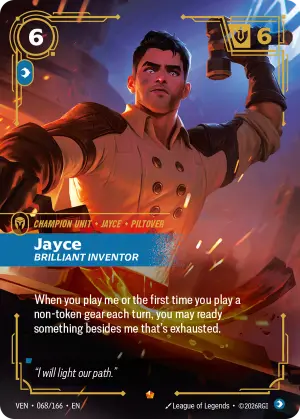 6
6
CHAMPION UNIT • JAYCE • PILTOVER
Jayce
BRILLIANT INVENTOR
When you play me or the first time you play a
non-token gear each turn, you may ready
something besides me that's exhausted.
"I will light our path."
VEN • 068/166 • EN
League of Legends • ©2026RGI